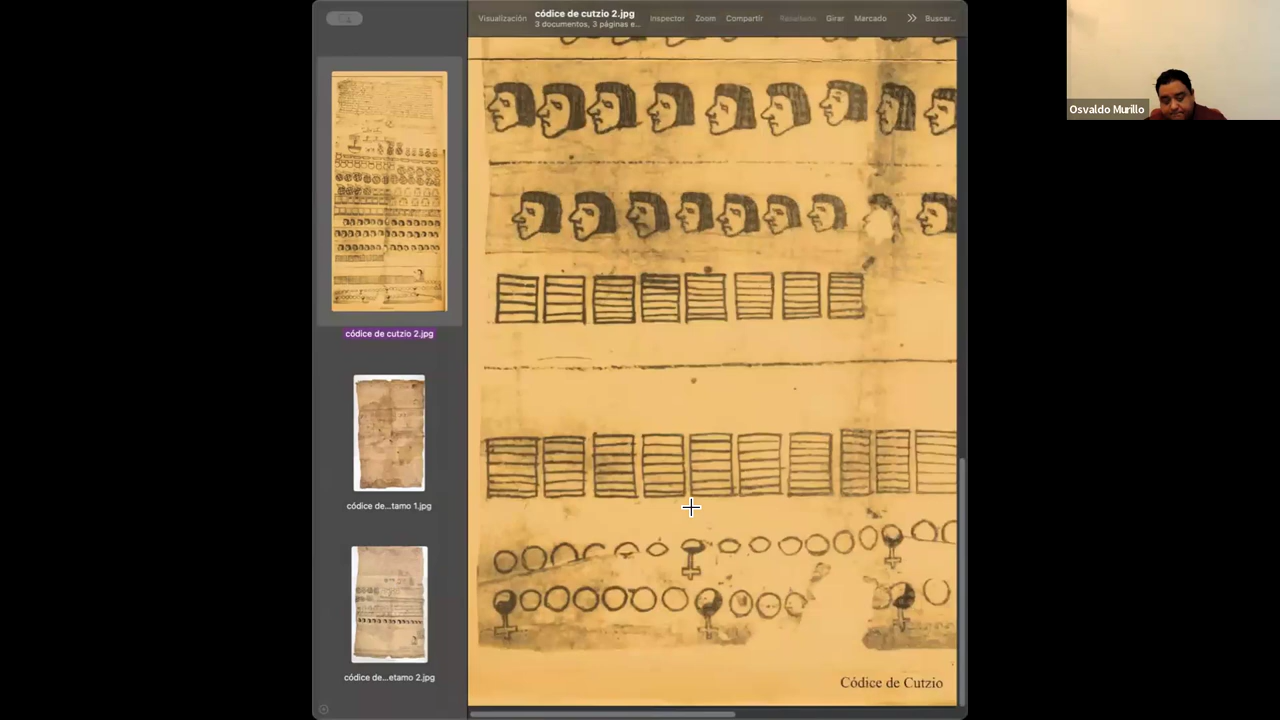 Visualización
códice de cutzio 2.jpg
3 documentos, 3 páginas e...
Inspector
Zoom
Compartir
Girar
Marcado
Buscar...
Osvaldo Murillo
códice de cutzio 2.jpg
códice de...tamo 1.jpg
códice de...etamo 2.jpg
Códice de Cutzio